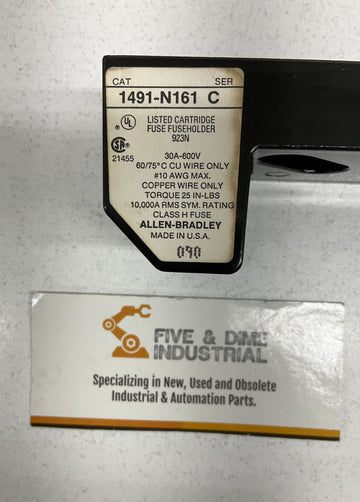 CAT SER
1491-N161 C
UL LISTED CARTRIDGE
FUSE FUSEHOLDER
923N
SA
21455
30A-600V
60/75°C CU WIRE ONLY
#10 AWG MAX.
COPPER WIRE ONLY
TORQUE 25 IN-LBS
10,000A RMS SYM. RATING
CLASS H FUSE
ALLEN-BRADLEY
MADE IN U.S.A.
090
FIVE & DIME
INDUSTRIAL
Specializing in New, Used and Obsolete
Industrial & Automation Parts.